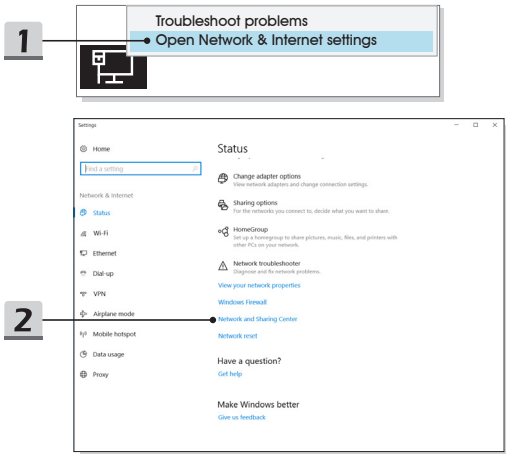 Troubleshoot problems
1
Open Network & Internet settings
Settings
Home
Find a setting
Network & Internet
Status
Wi-Fi
Ethernet
Dial-up
VPN
Airplane mode
Mobile hotspot
Data usage
Proxy
Status
Change adapter options
View network adapters and change connection settings.
Sharing options
For the networks you connect to, decide what you want to share.
HomeGroup
Set up a homegroup to share pictures, music, files, and printers with
other PCs on your network.
Network troubleshooter
Diagnose and fix network problems.
View your network properties
Windows Firewall
2
Network and Sharing Center
Network reset
Have a question?
Get help
Make Windows better
Give us feedback